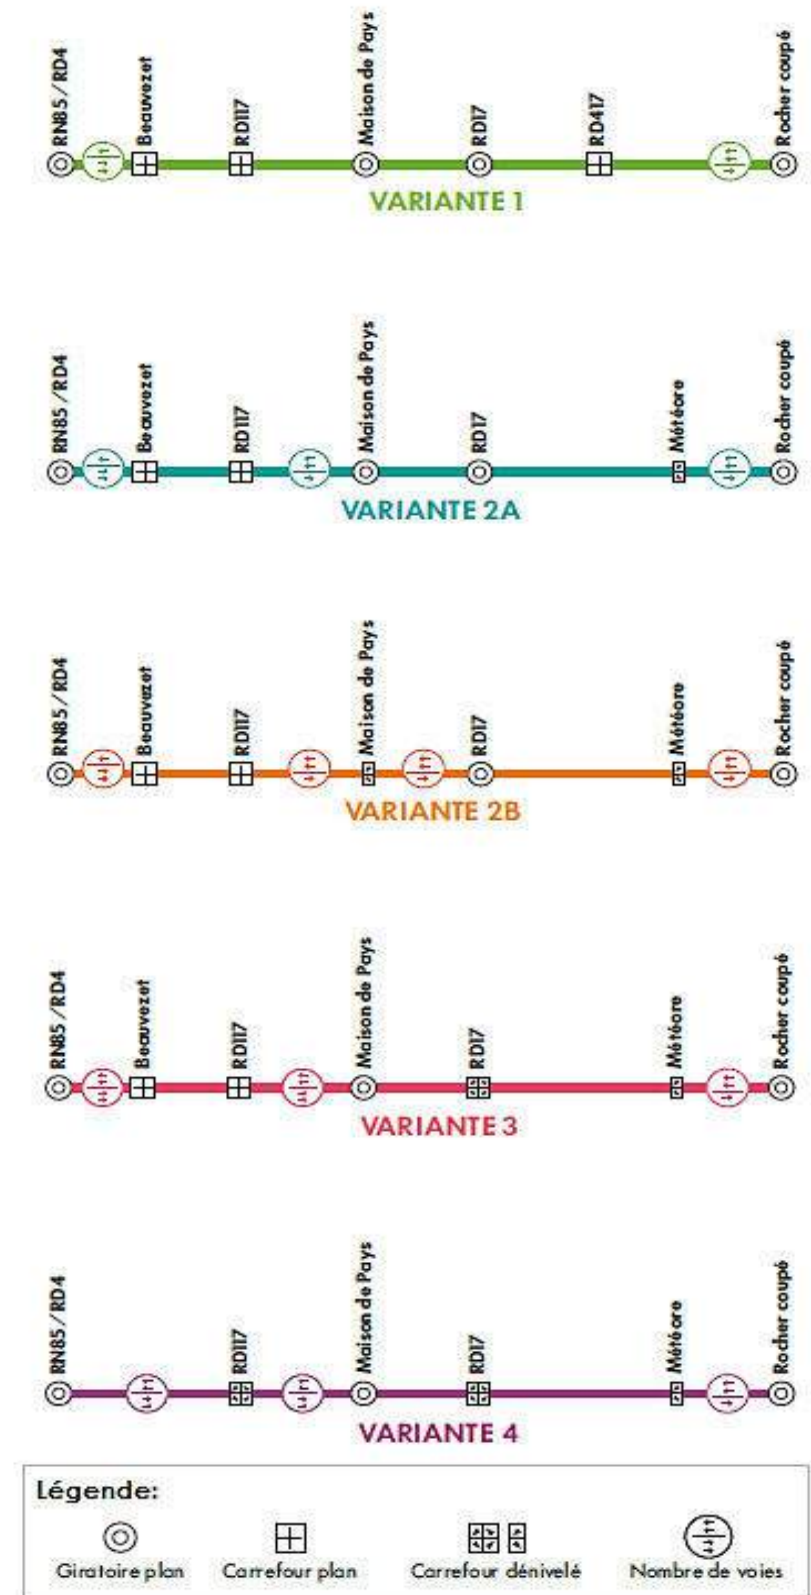 RN85/RD4
Beauvezet
RD117
Maison de Pays
RD17
RD417
Rocher coupé
VARIANTE 1
RN85/RD4
Beauvezet
RD117
Maison de Pays
RD17
Météore
Rocher coupé
VARIANTE 2A
RN85/RD4
Beauvezet
RD117
Maison de Pays
RD17
Météore
Rocher coupé
VARIANTE 2B
RN85/RD4
Beauvezet
RD117
Maison de Pays
RD17
Météore
Rocher coupé
VARIANTE 3
RN85/RD4
RD117
Maison de Pays
RD17
Météore
Rocher coupé
VARIANTE 4
Légende:
Giratoire plan
Carrefour plan
Carrefour dénivelé
Nombre de voies